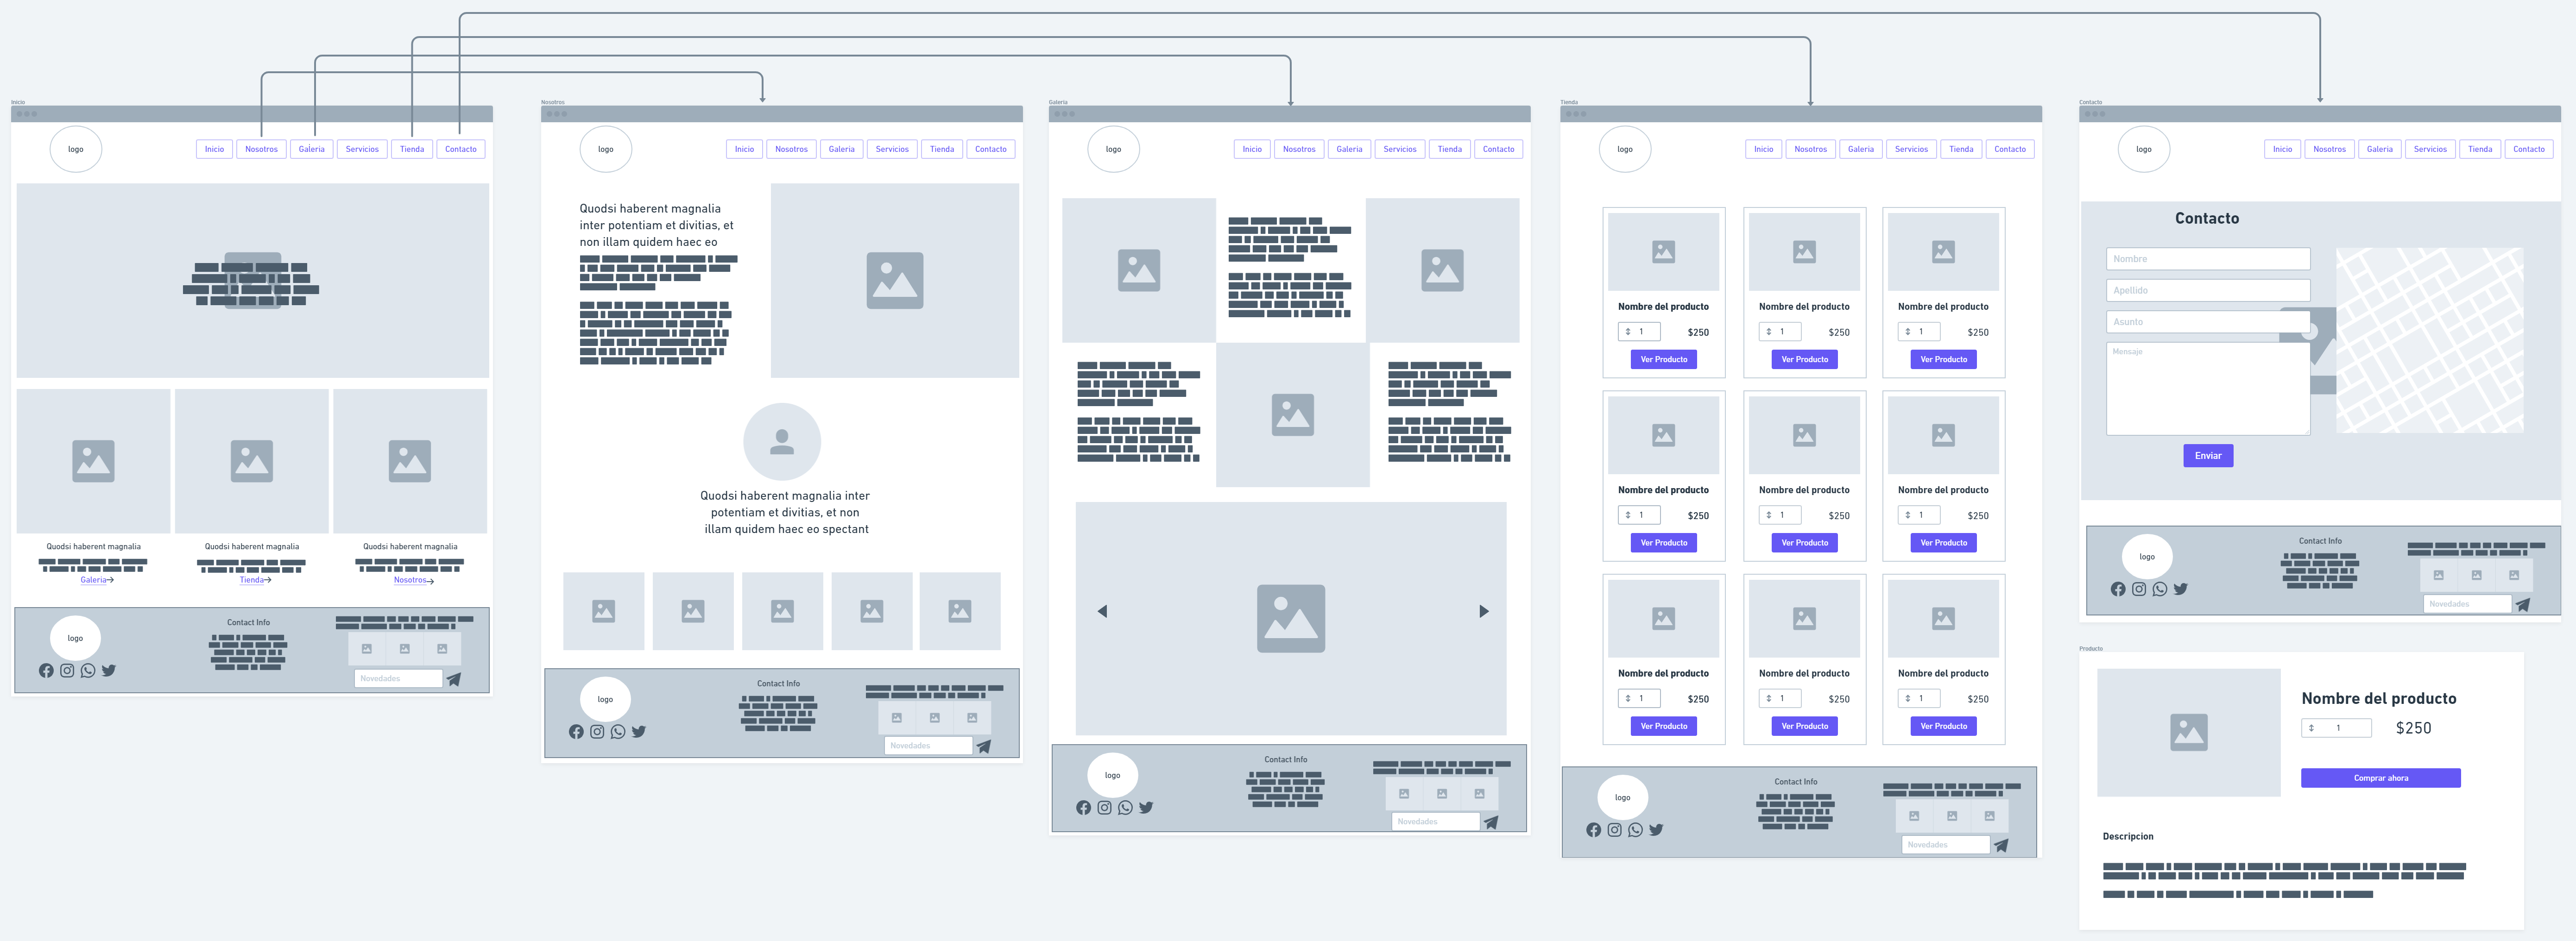 Inicio
logo
Inicio
Nosotros
Galeria
Servicios
Tienda
Contacto
Quodsi haberent magnalia
Galeria
Quodsi haberent magnalia
Tienda
Quodsi haberent magnalia
Nosotros
logo
Contact Info
Novedades
Nosotros
logo
Inicio
Nosotros
Galeria
Servicios
Tienda
Contacto
Quodsi haberent magnalia
inter potentiam et divitias, et
non illam quidem haec eo
Quodsi haberent magnalia inter
potentiam et divitias, et non
illam quidem haec eo spectant
logo
Contact Info
Novedades
Galeria
logo
Inicio
Nosotros
Galeria
Servicios
Tienda
Contacto
logo
Contact Info
Novedades
Tienda
logo
Inicio
Nosotros
Galeria
Servicios
Tienda
Contacto
Nombre del producto
1 $250
Ver Producto
Nombre del producto
1 $250
Ver Producto
Nombre del producto
1 $250
Ver Producto
Nombre del producto
1 $250
Ver Producto
Nombre del producto
1 $250
Ver Producto
Nombre del producto
1 $250
Ver Producto
Nombre del producto
1 $250
Ver Producto
Nombre del producto
1 $250
Ver Producto
Nombre del producto
1 $250
Ver Producto
logo
Contact Info
Novedades
Contacto
logo
Inicio
Nosotros
Galeria
Servicios
Tienda
Contacto
Contacto
Nombre
Apellido
Asunto
Mensaje
Enviar
logo
Contact Info
Novedades
Producto
Nombre del producto
1 $250
Comprar ahora
Descripcion